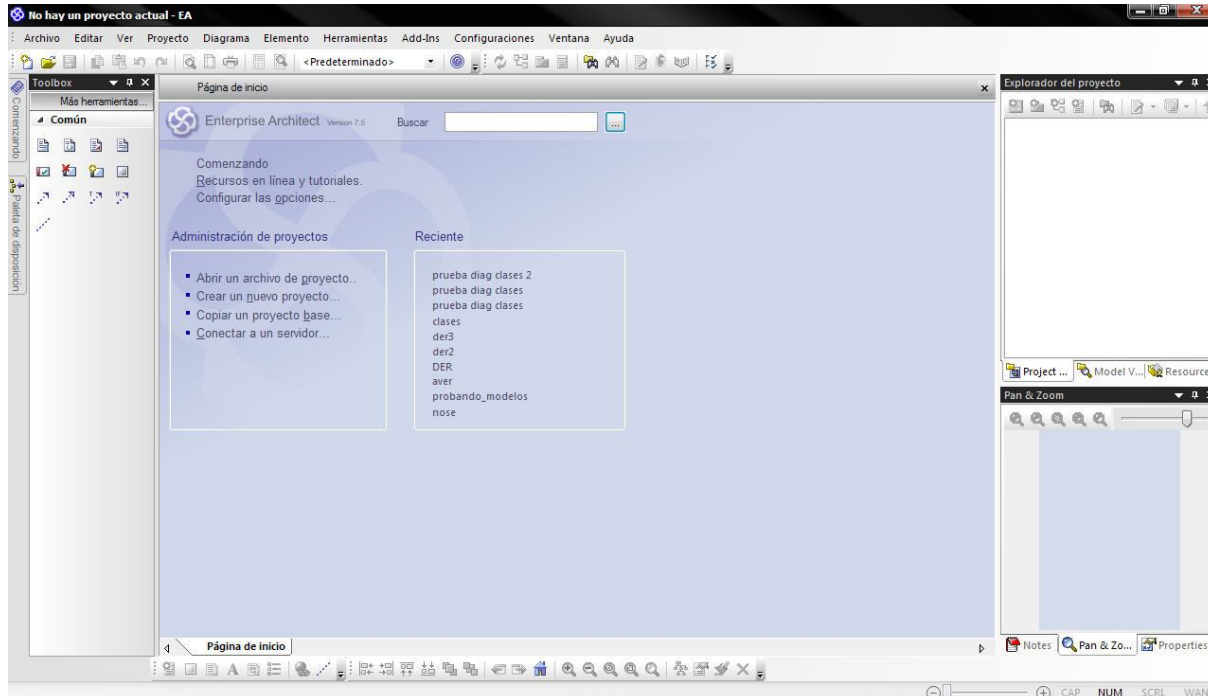 No hay un proyecto actual - EA
Archivo Editar Ver Proyecto Diagrama Elemento Herramientas Add-Ins Configuraciones Ventana Ayuda
<Predeterminado>
Toolbox
Más herramientas...
Común
Comenzando
Paleta de disposición
Página de inicio
Enterprise Architect Version 7.5 Buscar
...
Comenzando
Recursos en línea y tutoriales.
Configurar las opciones...
Administración de proyectos
Abrir un archivo de proyecto..
Crear un nuevo proyecto...
Copiar un proyecto base...
Conectar a un servidor...
Reciente
prueba diag clases 2
prueba diag clases
prueba diag clases
clases
der3
der2
DER
aver
probando_modelos
nose
Explorador del proyecto
Project ... Model V... Resource
Pan & Zoom
Notes Pan & Zo... Properties
Página de inicio
CAP NUM SCRL WAN